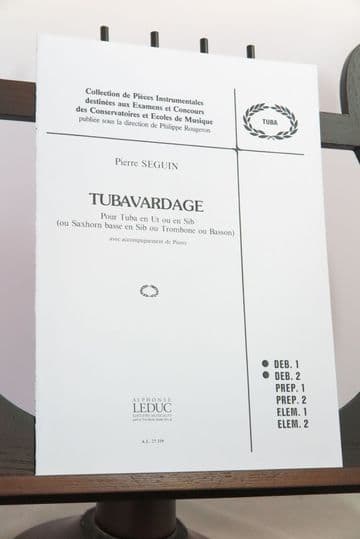 Collection de Pièces Instrumentales
destinées aux Examens et Concours
des Conservatoires et Ecoles de Musique
publiée sous la direction de Philippe Rougeron
TUBA
Pierre SEGUIN
TUBAVARDAGE
Pour Tuba en Ut ou en Sib
(ou Saxhorn basse en Sib ou Trombone ou Basson)
avec accompagnement de Piano
● DEB. 1
● DEB. 2
PREP. 1
PREP. 2
ELEM. 1
ELEM. 2
ALPHONSE
LEDUC
A.L. 27 359